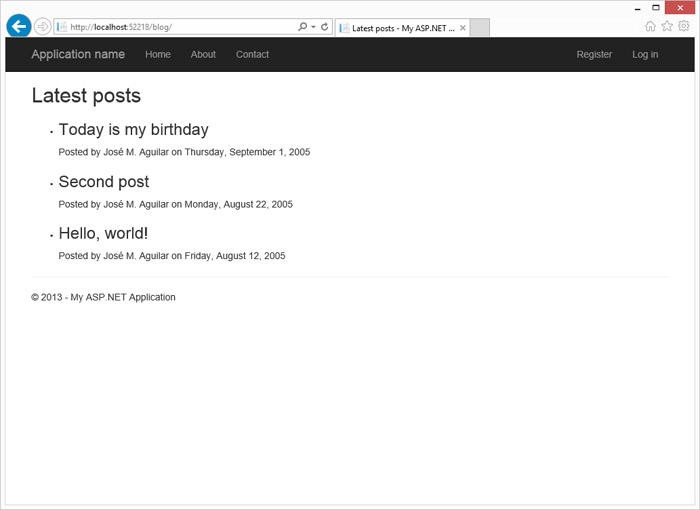 http://localhost:52218/blog/
Latest posts - My ASP.NET ...
Application name Home About Contact Register Log in
Latest posts
Today is my birthday
Posted by José M. Aguilar on Thursday, September 1, 2005
Second post
Posted by José M. Aguilar on Monday, August 22, 2005
Hello, world!
Posted by José M. Aguilar on Friday, August 12, 2005
© 2013 - My ASP.NET Application